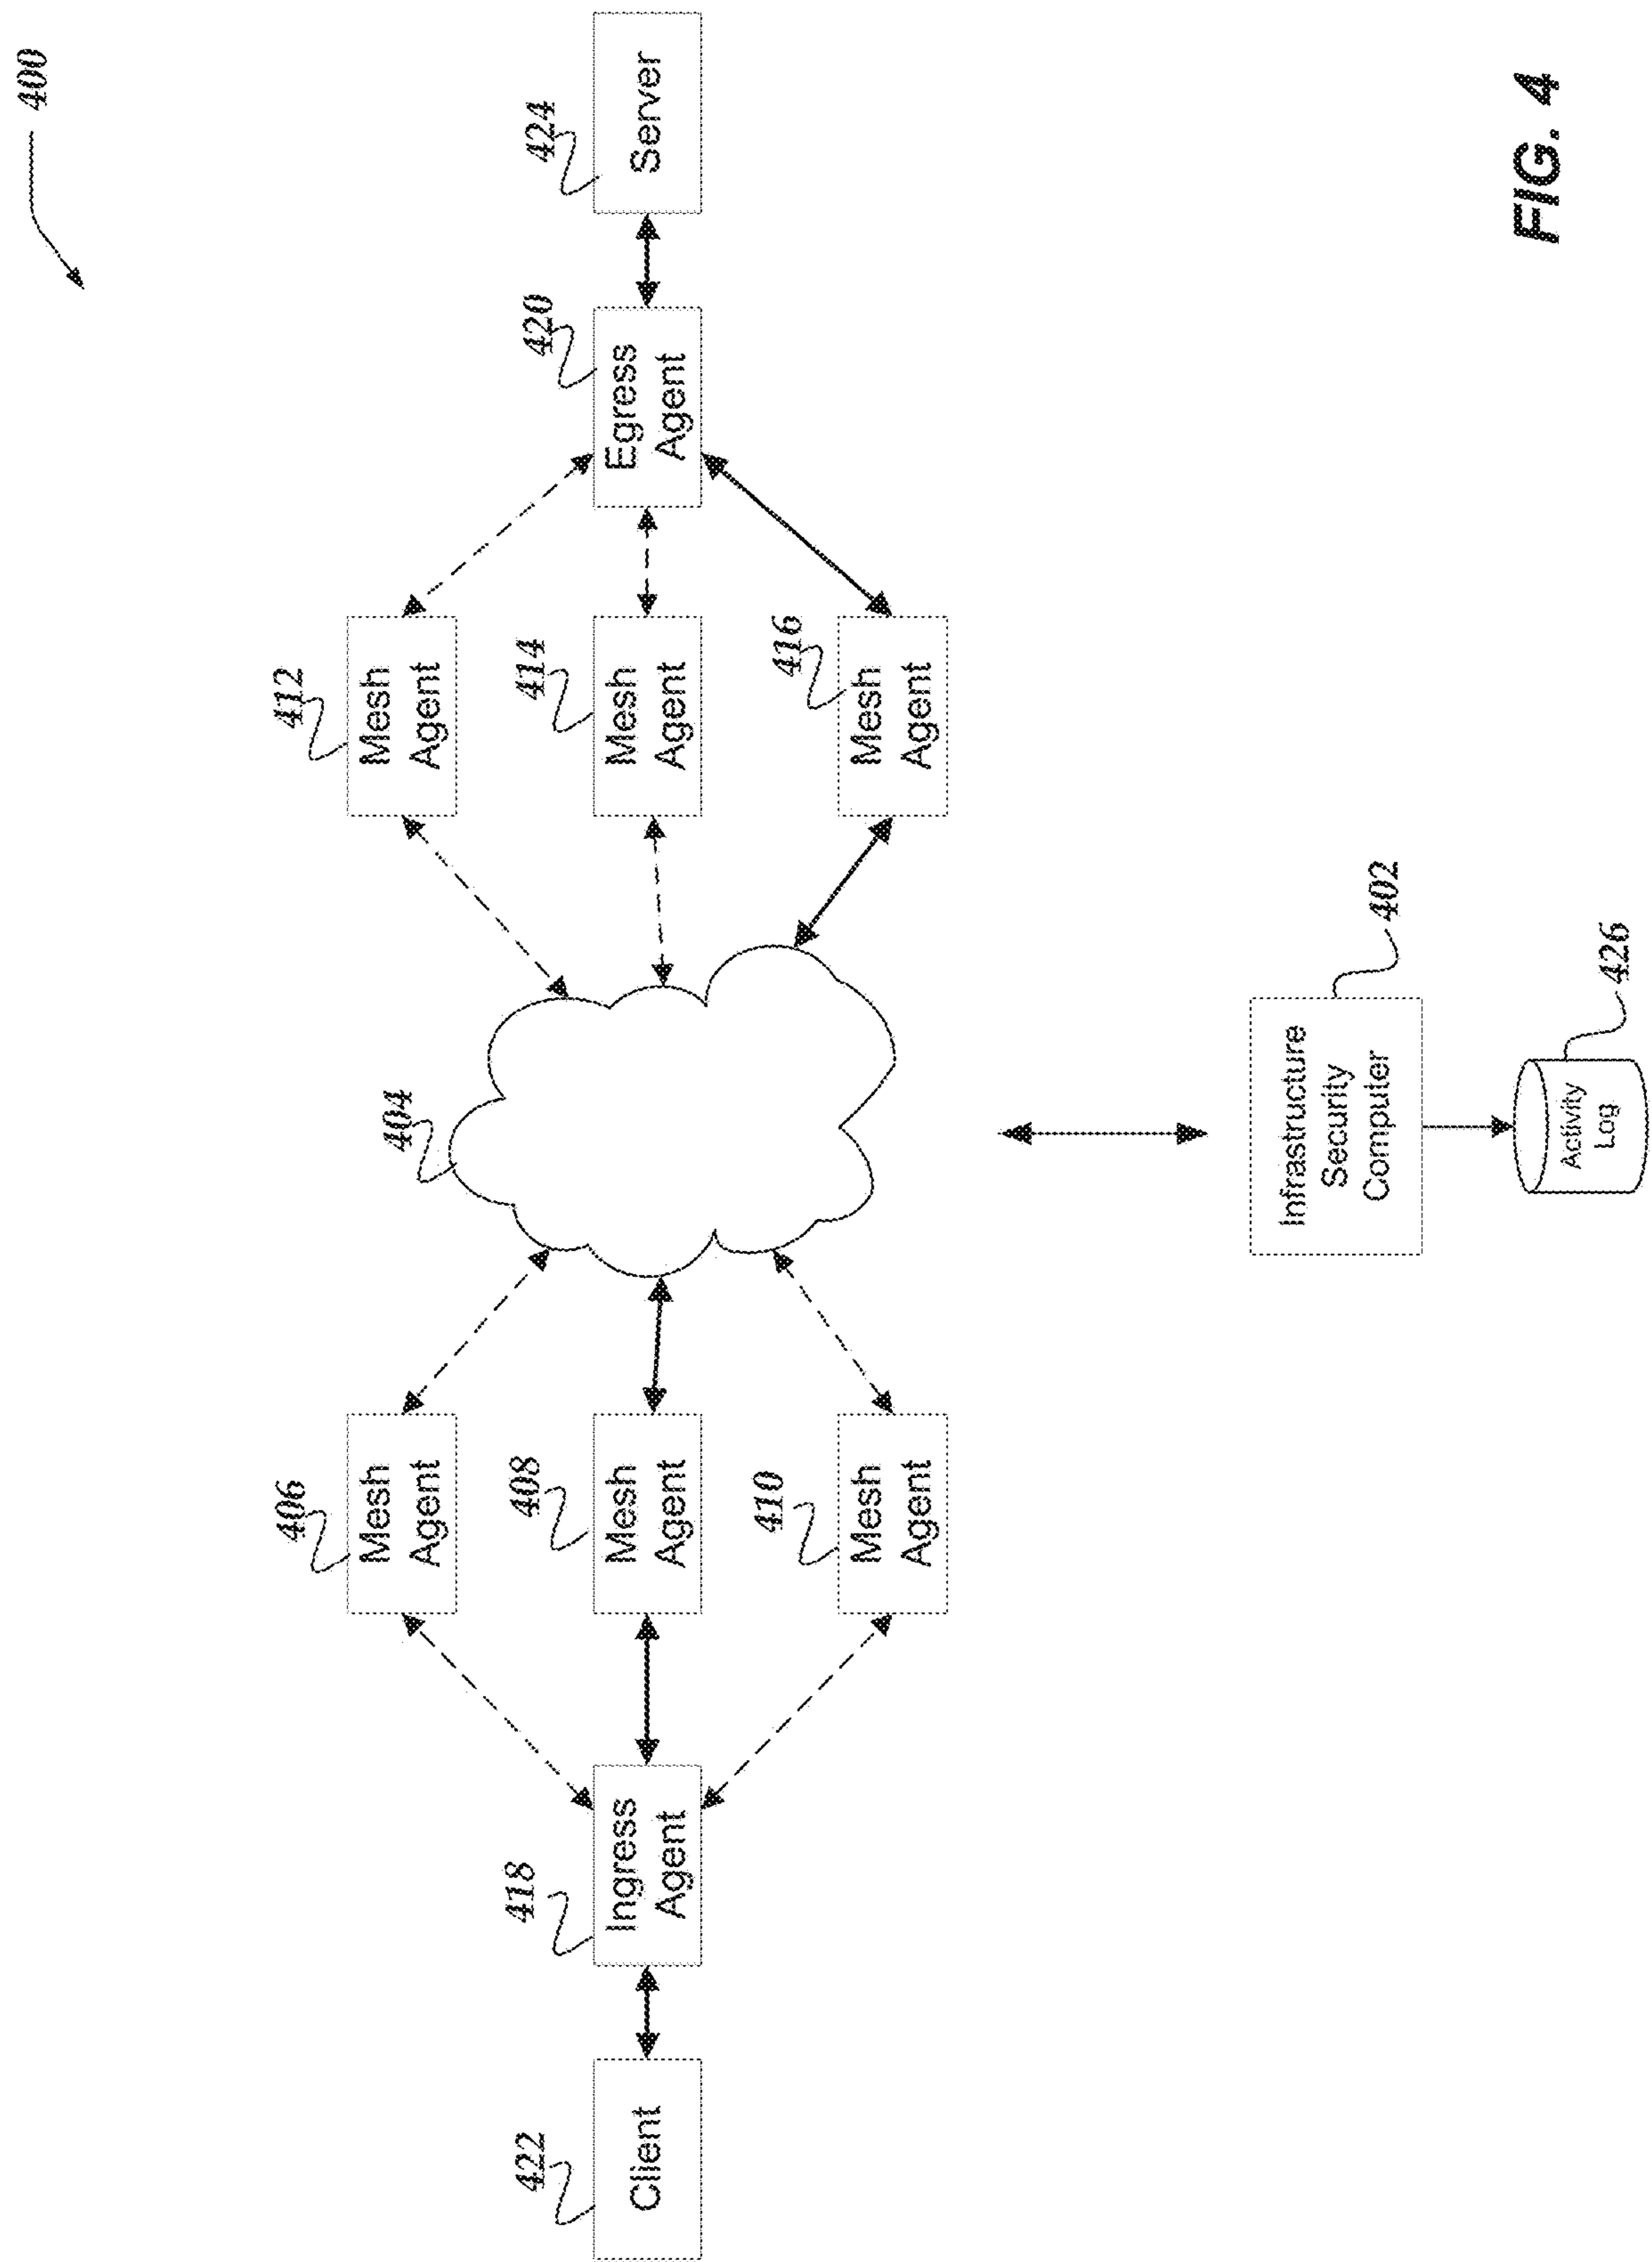 400
412
Mesh
Agent
406
Mesh
Agent
404
422
Client
418
Ingress
Agent
408
Mesh
Agent
414
Mesh
Agent
420
Egress
Agent
424
Server
410
Mesh
Agent
416
Mesh
Agent
Infrastructure
Security
Computer
402
Activity
Log
426
FIG. 4